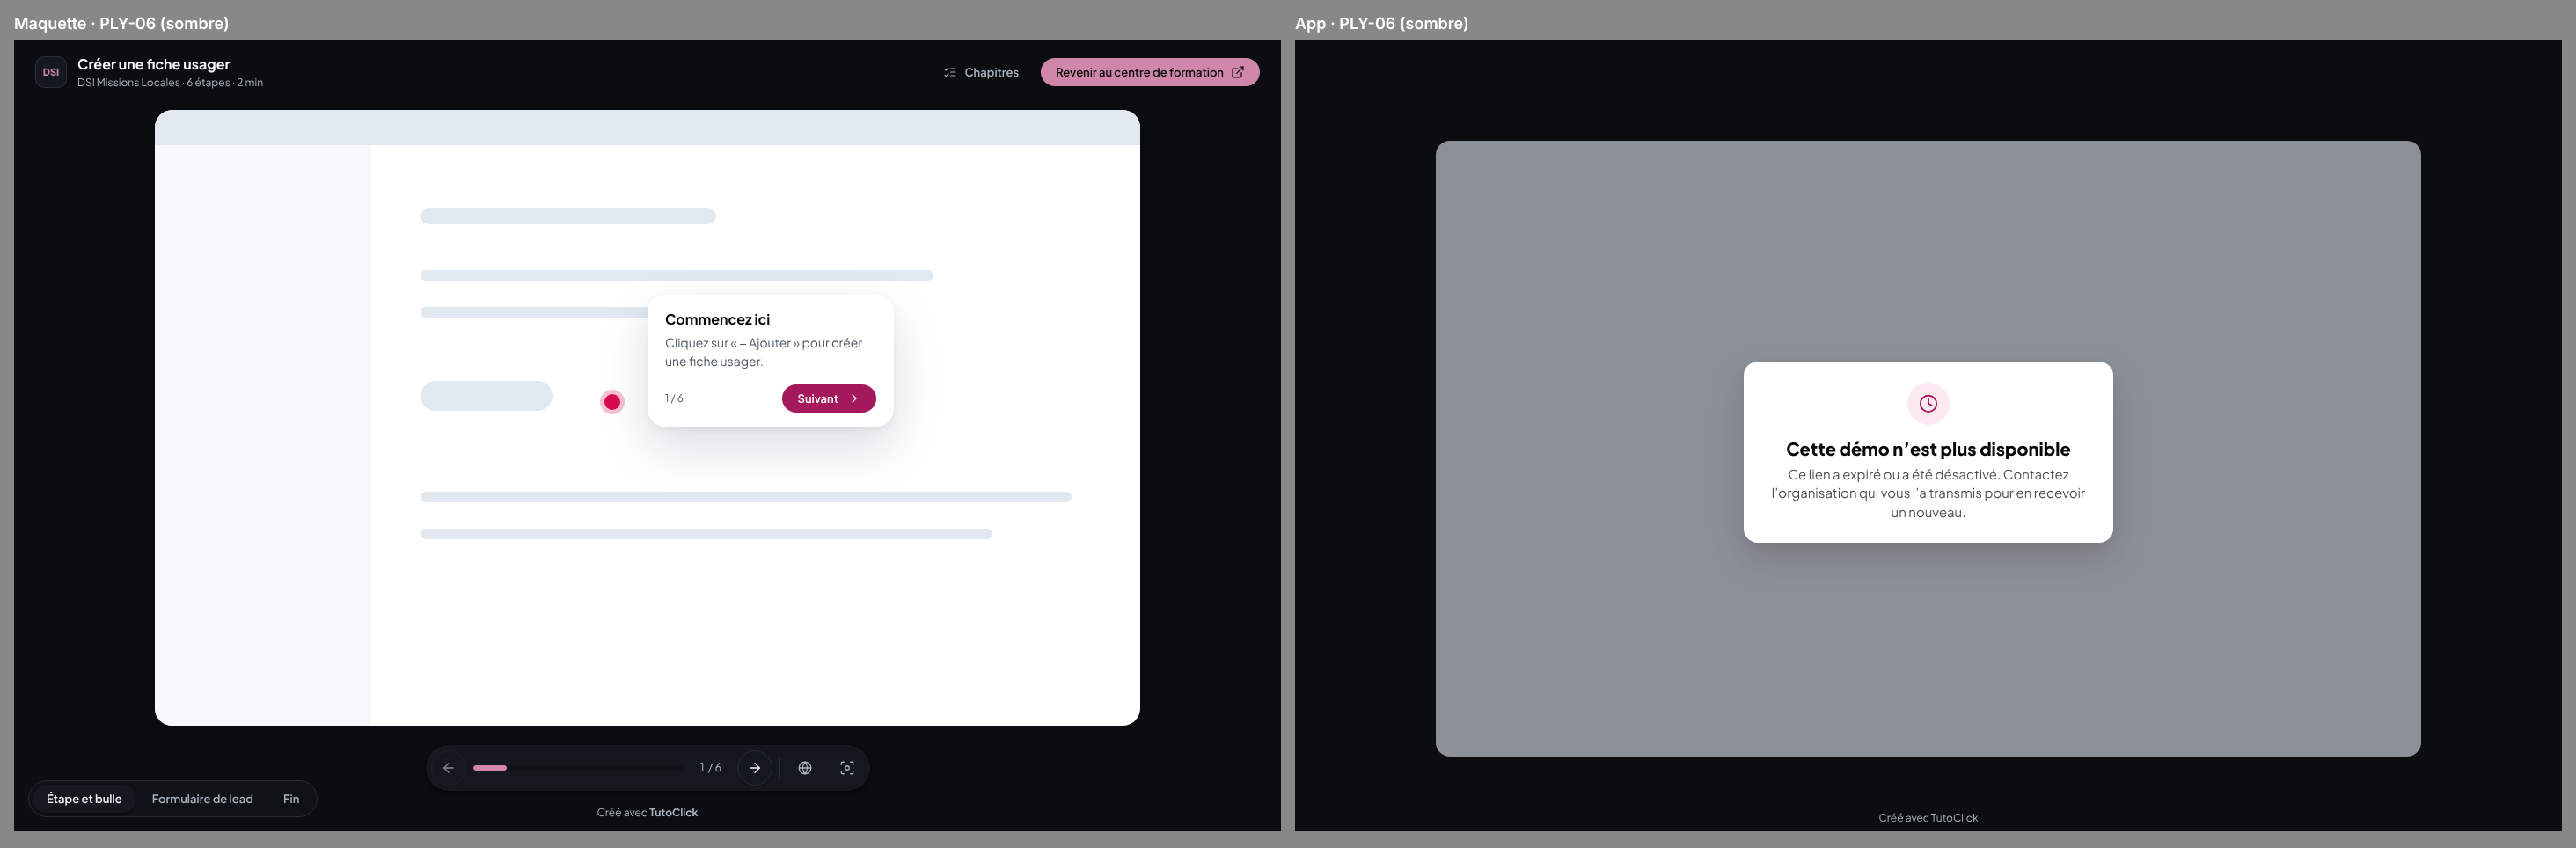 Maquette · PLY-06 (sombre)
DSI
Créer une fiche usager
DSI Missions Locales · 6 étapes · 2 min
Chapitres
Revenir au centre de formation
Commencez ici
Cliquez sur « + Ajouter » pour créer
une fiche usager.
1 / 6
Suivant
1 / 6
Étape et bulle
Formulaire de lead
Fin
Créé avec TutoClick
App · PLY-06 (sombre)
Cette démo n’est plus disponible
Ce lien a expiré ou a été désactivé. Contactez
l’organisation qui vous l’a transmis pour en recevoir
un nouveau.
Créé avec TutoClick